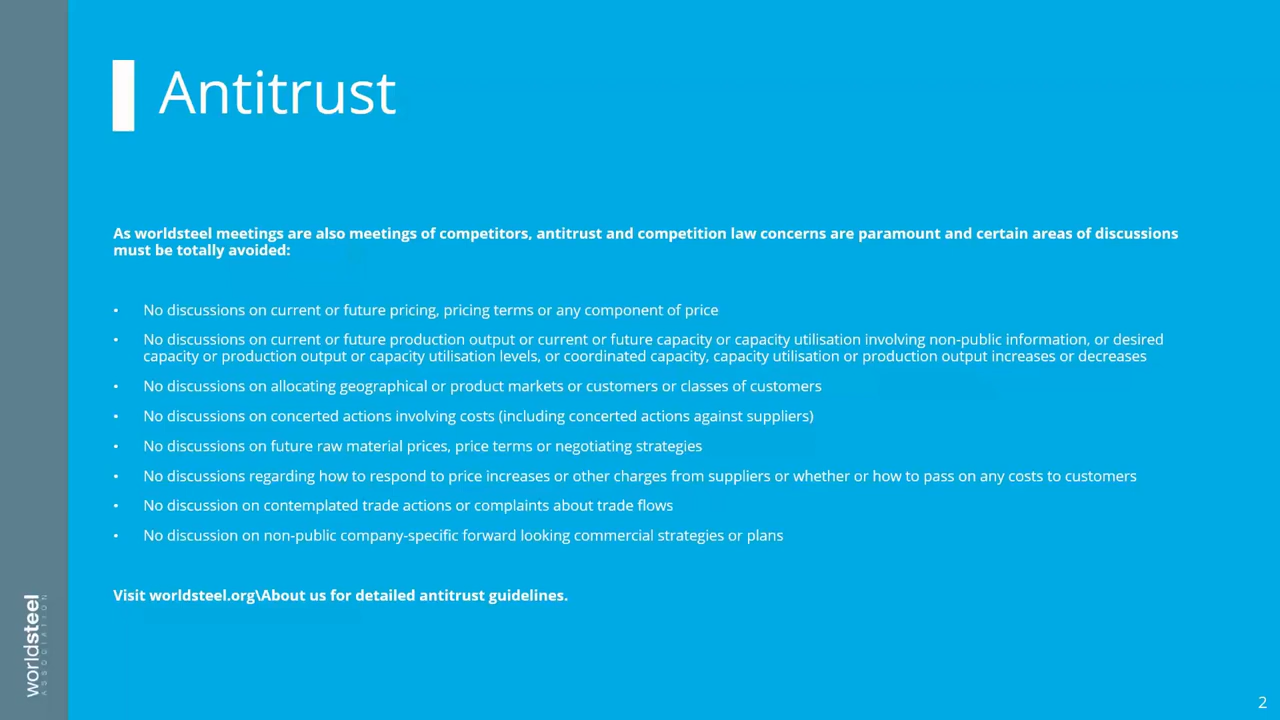 Antitrust
As worldsteel meetings are also meetings of competitors, antitrust and competition law concerns are paramount and certain areas of discussions
must be totally avoided:
• No discussions on current or future pricing, pricing terms or any component of price
• No discussions on current or future production output or current or future capacity or capacity utilisation involving non-public information, or desired
capacity or production output or capacity utilisation levels, or coordinated capacity, capacity utilisation or production output increases or decreases
• No discussions on allocating geographical or product markets or customers or classes of customers
• No discussions on concerted actions involving costs (including concerted actions against suppliers)
• No discussions on future raw material prices, price terms or negotiating strategies
• No discussions regarding how to respond to price increases or other charges from suppliers or whether or how to pass on any costs to customers
• No discussion on contemplated trade actions or complaints about trade flows
• No discussion on non-public company-specific forward looking commercial strategies or plans
Visit worldsteel.org\About us for detailed antitrust guidelines.
worldsteel
ASSOCIATION
2